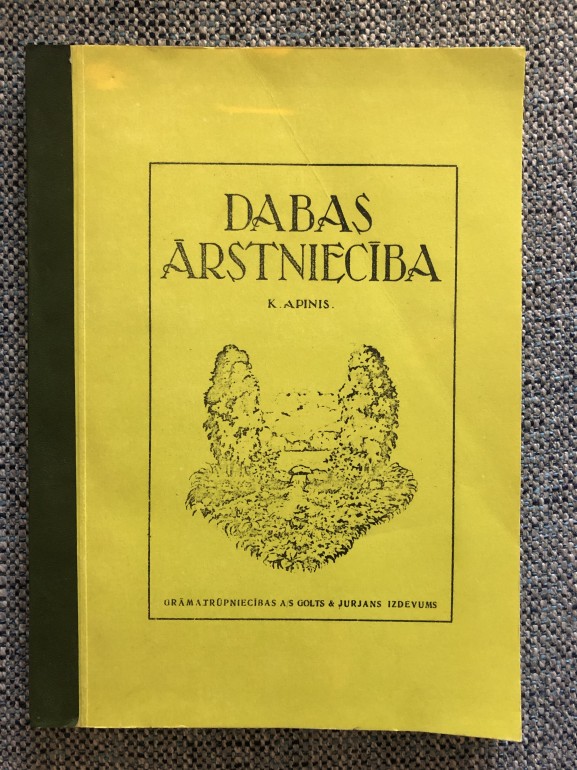 DABAS
ĀRSTNIECĪBA
K. APINIS.
GRĀMATRŪPNIECĪBAS A/S GOLTS & JURJANS IZDEVUMS